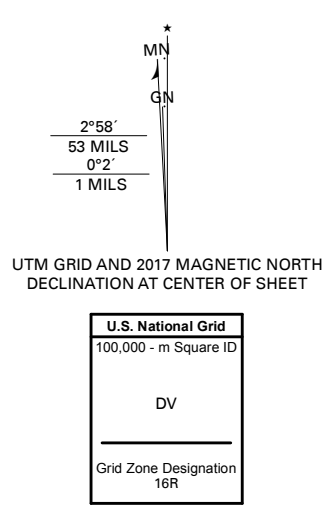 MN
GN
2°58´
53 MILS
0°2´
1 MILS
UTM GRID AND 2017 MAGNETIC NORTH
DECLINATION AT CENTER OF SHEET
U.S. National Grid
100,000 - m Square ID
DV
Grid Zone Designation
16R